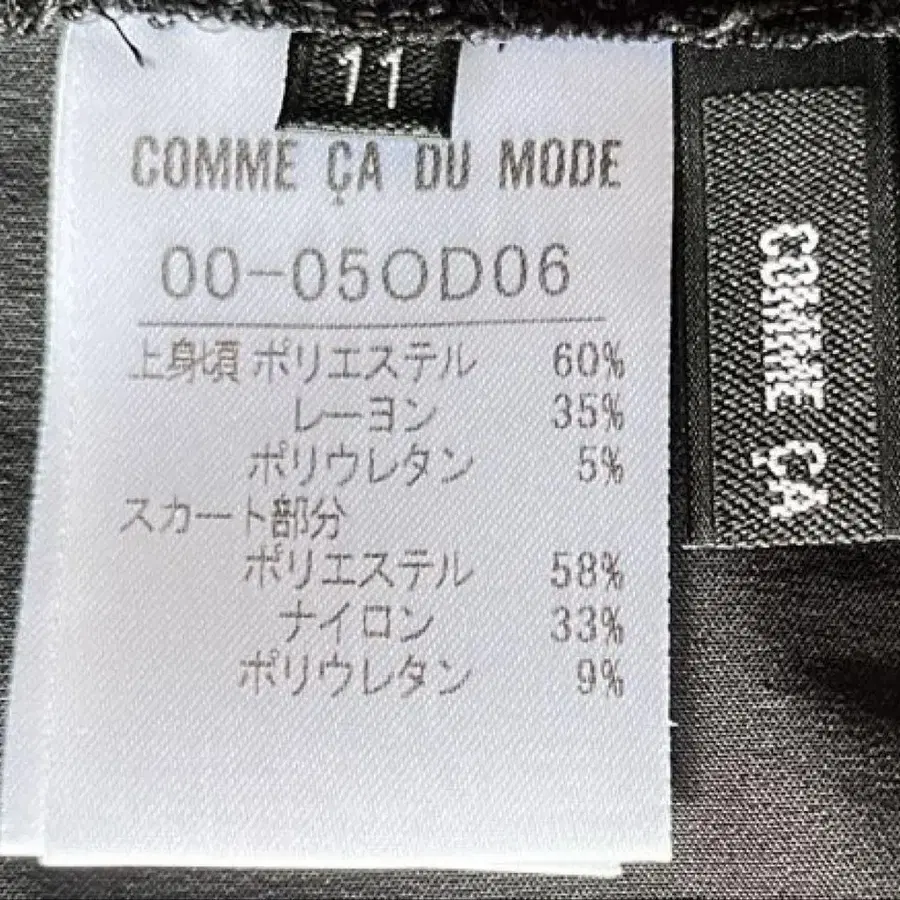 11
COMME ÇA DU MODE
00-05OD06
上身頃 ポリエステル 60%
レーヨン 35%
ポリウレタン 5%
スカート部分
ポリエステル 58%
ナイロン 33%
ポリウレタン 9%
COMME ÇA